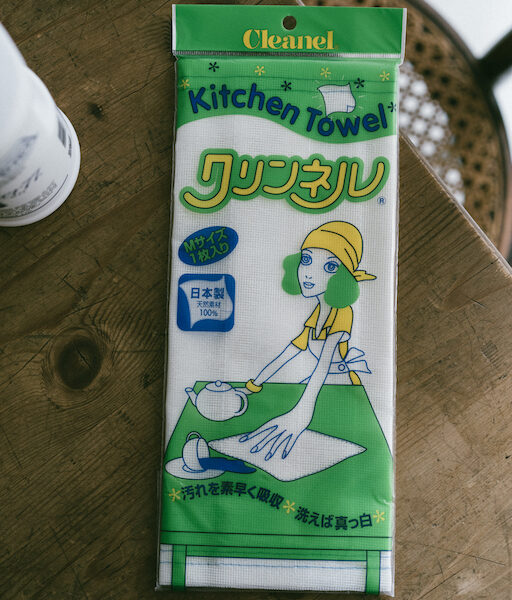 Cleanel
Kitchen Towel
クリンネル
®
Mサイズ
1枚入り
日本製
天然素材
100%
汚れを素早く吸収
洗えば真っ白